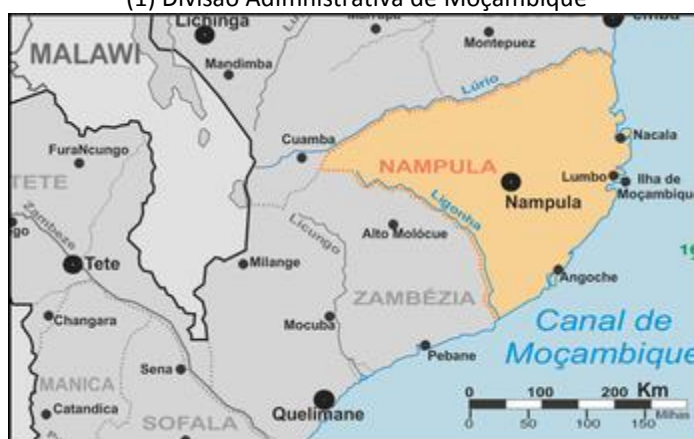 (1) Divisão Administrativa de Moçambique
Lichinga
Montepuez
MALAWI
Mandimba
Lúrio
Cuamba
Nacala
FuraNcungo
NAMPULA
TETE
Lumbo
Ilha de
Moçambique
Nampula
Ligonha
Zambeze
Licungo
Alto Molócue
Tete
Milange
Angoche
ZAMBÉZIA
Changara
Mocuba
Canal de
Moçambique
Pebane
Sena
MANICA
0 100 200 Km
Catandica
Quelimane
0 50 100 150 Milhas
SOFALA